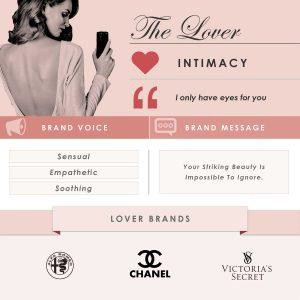 The Lover
INTIMACY
I only have eyes for you
BRAND VOICE
BRAND MESSAGE
Sensual
Empathetic
Soothing
Your Striking Beauty Is
Impossible To Ignore.
LOVER BRANDS
CHANEL
VS
VICTORIA'S
SECRET